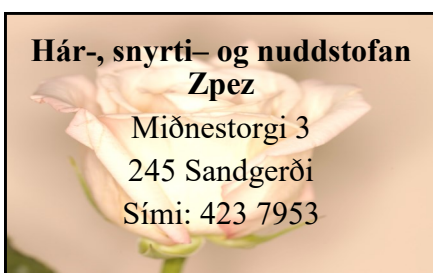 Hár-, snyrti– og nuddstofan
Zpez
Miðnestorgi 3
245 Sandgerði
Sími: 423 7953